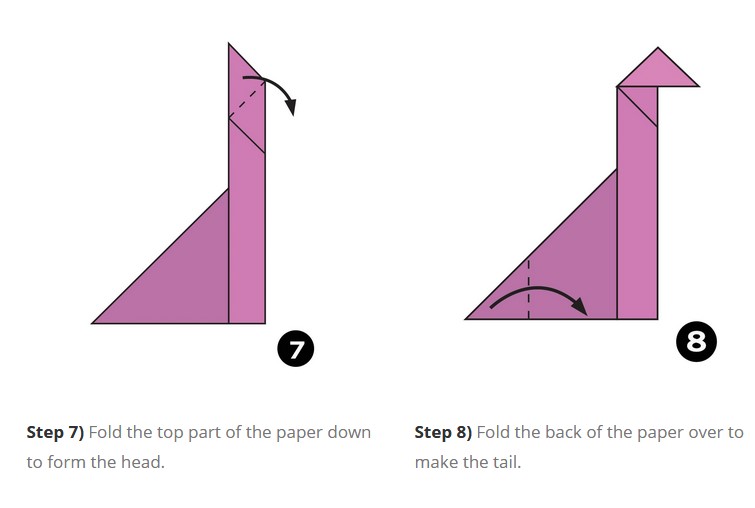 7
8
Step 7) Fold the top part of the paper down
to form the head.
Step 8) Fold the back of the paper over to
make the tail.